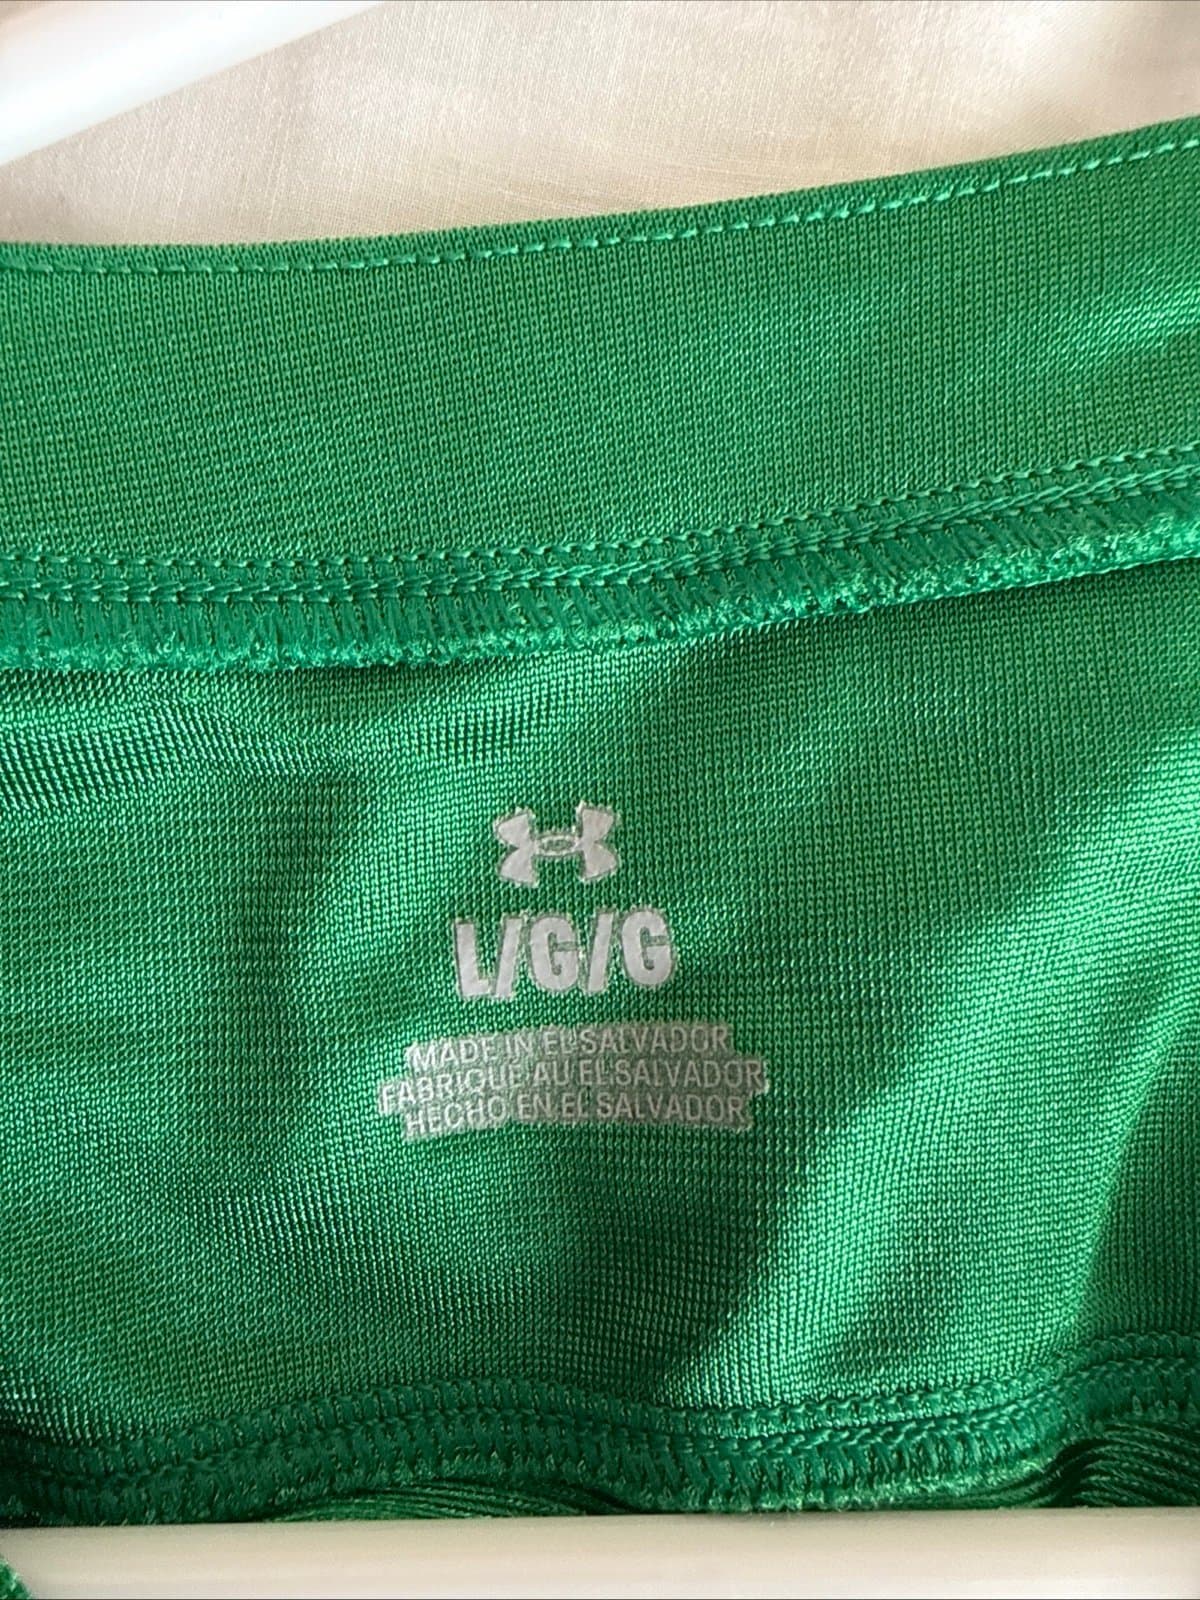 L/G/G
MADE IN EL SALVADOR
FABRIQUE AU EL SALVADOR
HECHO EN EL SALVADOR